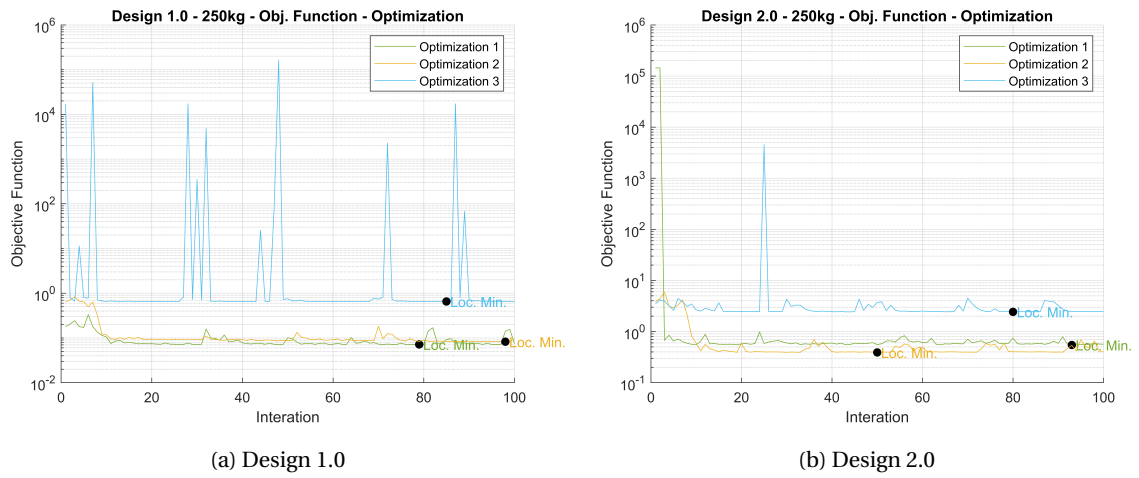 Design 1.0 - 250kg - Obj. Function - Optimization
10^6
10^4
10^2
10^0
10^-2
Objective Function
Optimization 1
Optimization 2
Optimization 3
Loc. Min.
Loc. Min.
Loc. Min.
0 20 40 60 80 100
Interation
(a) Design 1.0
Design 2.0 - 250kg - Obj. Function - Optimization
10^6
10^5
10^4
10^3
10^2
10^1
10^0
10^-1
Objective Function
Optimization 1
Optimization 2
Optimization 3
Loc. Min.
Loc. Min.
Loc. Min.
0 20 40 60 80 100
Interation
(b) Design 2.0